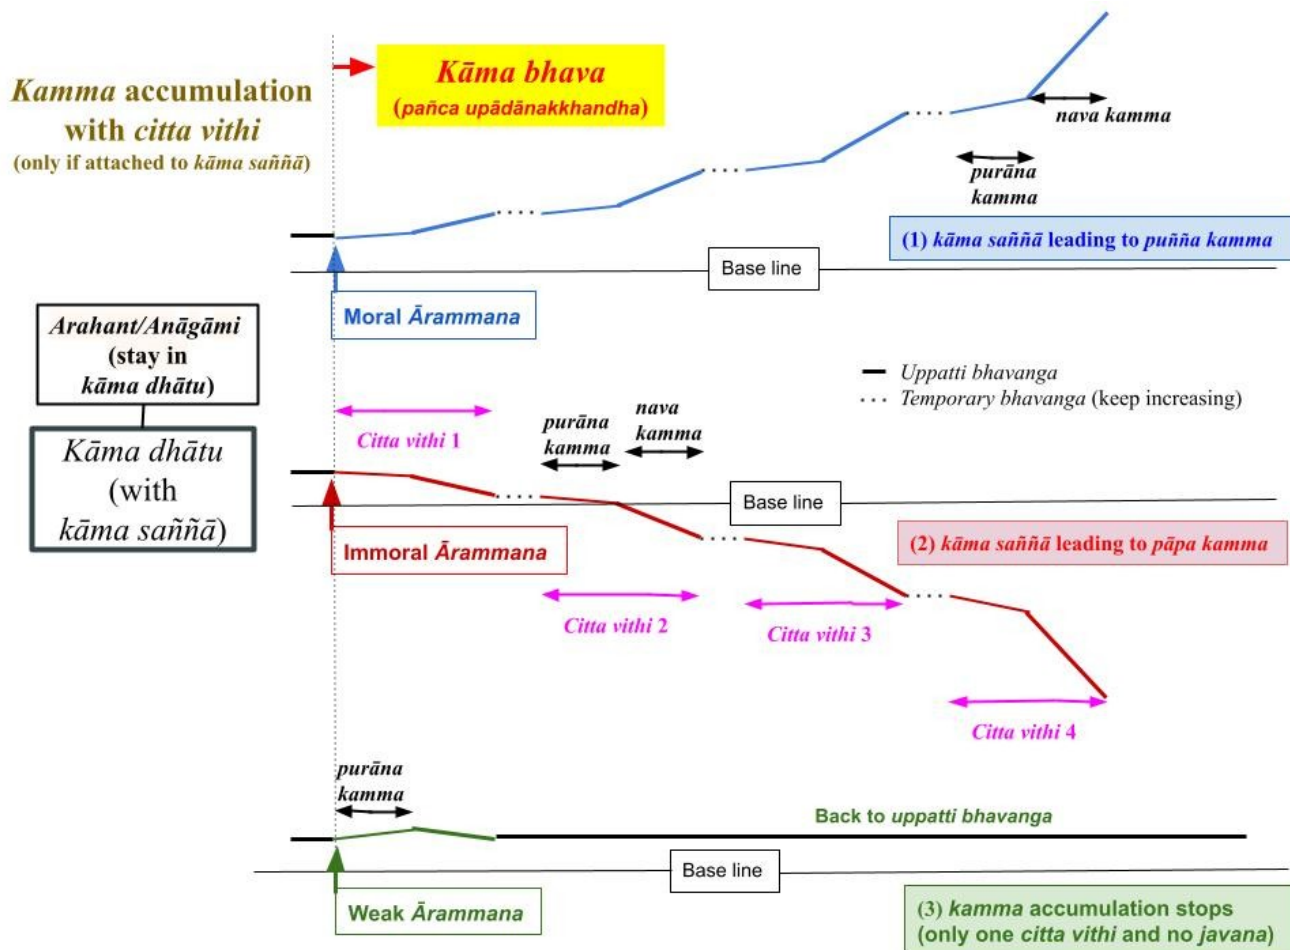 Kamma accumulation
with citta vithi
(only if attached to kāma saññā)
Kāma bhava
(pañca upādānakkhandha)
nava kamma
purāna
kamma
(1) kāma saññā leading to puñña kamma
Base line
Moral Ārammana
Arahant/Anāgāmi
(stay in
kāma dhātu)
Kāma dhātu
(with
kāma saññā)
Uppatti bhavanga
Temporary bhavanga (keep increasing)
Citta vithi 1
purāna
kamma
nava
kamma
Base line
Immoral Ārammana
(2) kāma saññā leading to pāpa kamma
Citta vithi 2
Citta vithi 3
Citta vithi 4
purāna
kamma
Back to uppatti bhavanga
Base line
Weak Ārammana
(3) kamma accumulation stops
(only one citta vithi and no javana)